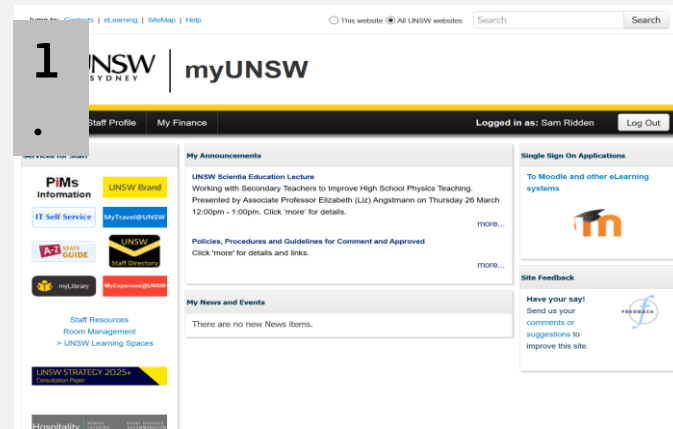 Contacts | eLearning | SiteMap | Help
This website All UNSW websites
Search
Search
1
.
NSW
SYDNEY
myUNSW
Staff Profile My Finance
Logged in as: Sam Ridden
Log Out
Services for Staff
PiMs
Information
UNSW Brand
IT Self Service
MyTravel@UNSW
A-Z STAFF
GUIDE
UNSW
Staff Directory
myLibrary
MyExpenses@UNSW
Staff Resources
Room Management
> UNSW Learning Spaces
UNSW STRATEGY 2025+
Consultation Paper
Hospitality
My Announcements
UNSW Scientia Education Lecture
Working with Secondary Teachers to Improve High School Physics Teaching.
Presented by Associate Professor Elizabeth (Liz) Angstmann on Thursday 26 March
12:00pm - 1:00pm. Click 'more' for details.
more...
Policies, Procedures and Guidelines for Comment and Approved
Click 'more' for details and links.
more...
My News and Events
There are no new News items.
Single Sign On Applications
To Moodle and other eLearning
systems
Site Feedback
Have your say!
Send us your
comments or
suggestions to
improve this site.
FEEDBACK